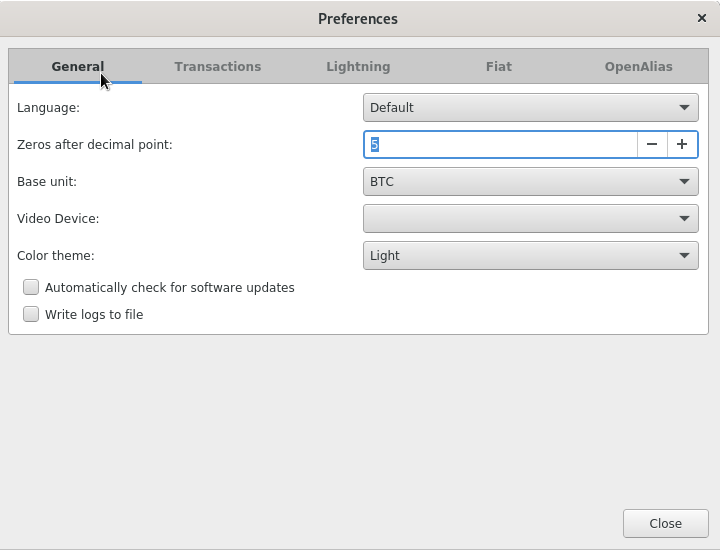 Preferences
General Transactions Lightning Fiat OpenAlias
Language: Default
Zeros after decimal point: 5
Base unit: BTC
Video Device:
Color theme: Light
Automatically check for software updates
Write logs to file
Close